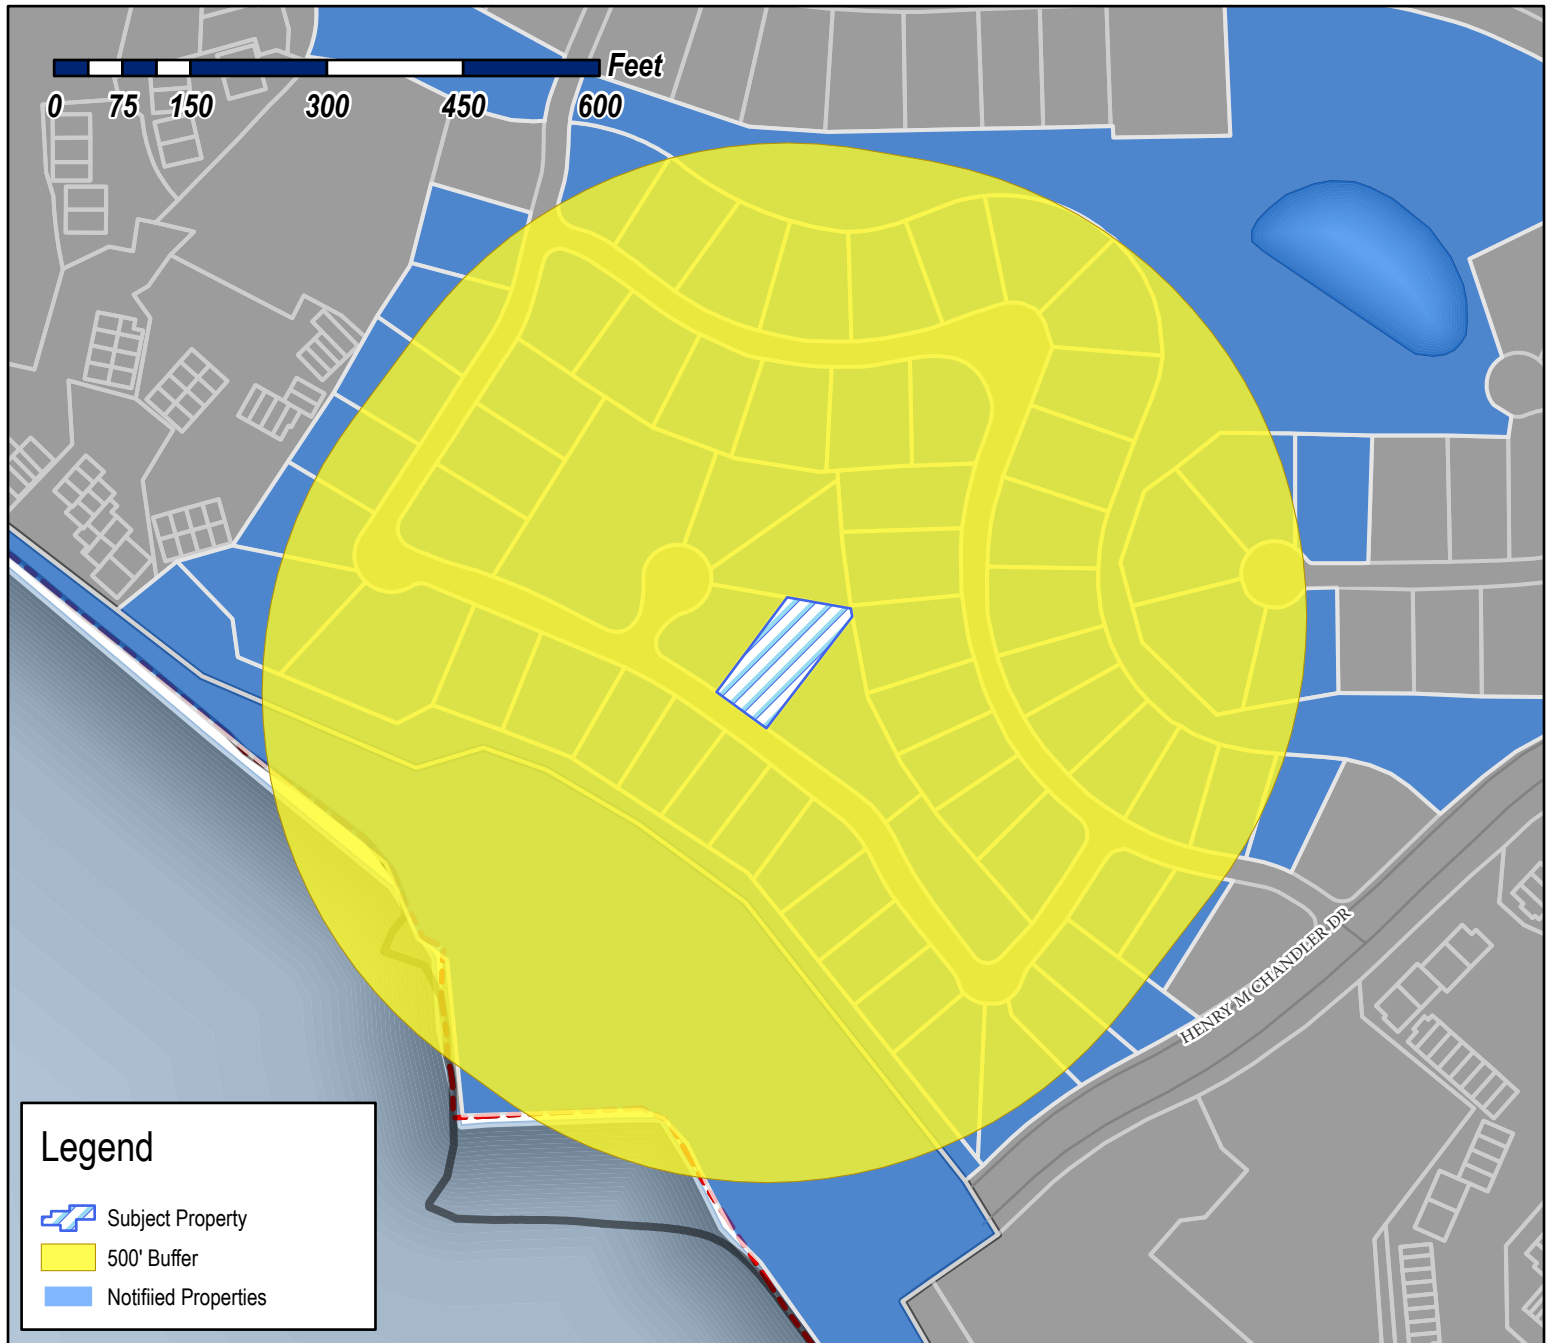 Feet
0 75 150 300 450 600
HENRY M CHANDLER DR
Legend
Subject Property
500' Buffer
Notifiied Properties